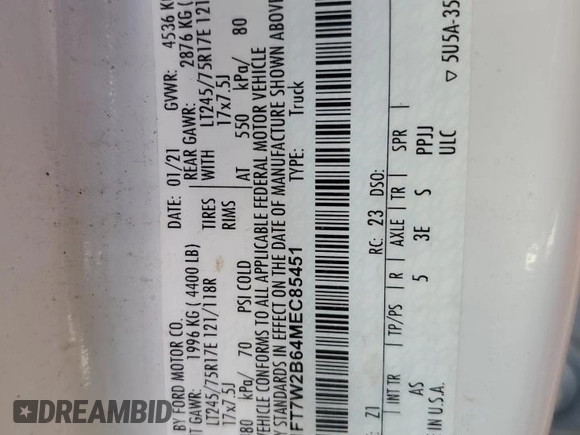 BY FORD MOTOR CO.
DATE: 01/21 GVWR: 4536 K
T GAWR: 1996 KG ( 4400 LB) REAR GAWR: 2876 KG (
LT245/75R17E 121/118R TIRES WITH LT245/75R17E 121
17x7.5J RIMS 17x7.5J
80 kPa/ 70 PSI COLD AT 550 kPa/ 80
VEHICLE CONFORMS TO ALL APPLICABLE FEDERAL MOTOR VEHICLE
Y STANDARDS IN EFFECT ON THE DATE OF MANUFACTURE SHOWN ABOVE
FT7W2B64MEC85451 TYPE: Truck
Z1 RC: 23 DSO:
INT TR TP/PS R AXLE TR SPR
AS 5 3E S PPJJ
IN U.S.A. ULC
▽ 5U5A-35
DREAMBID